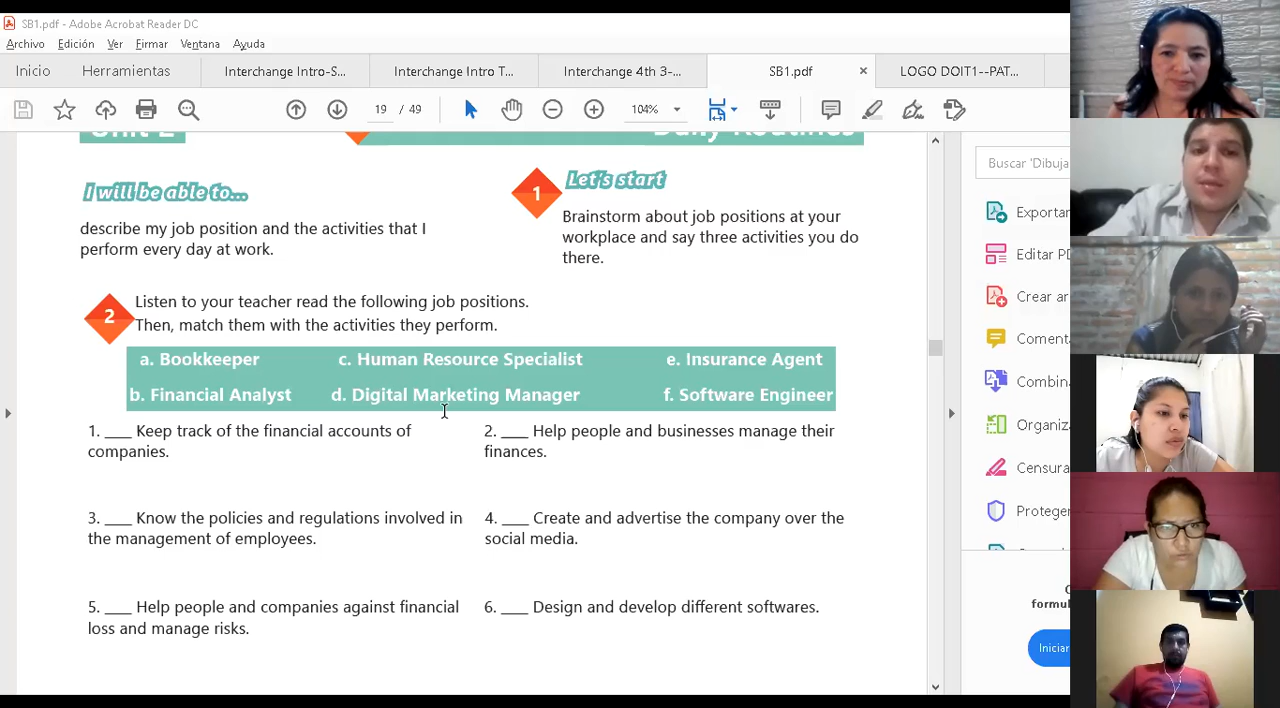 SB1.pdf - Adobe Acrobat Reader DC
Archivo Edición Ver Firmar Ventana Ayuda
Inicio Herramientas Interchange Intro-S... Interchange Inro T... Interchange 4th 3-... SB1.pdf × LOGO DOIT1--PAT...
19 / 49 104%
Unit 2 Daily Routines
I will be able to...
describe my job position and the activities that I
perform every day at work.
1 Let's start
Brainstorm about job positions at your
workplace and say three activities you do
there.
2 Listen to your teacher read the following job positions.
Then, match them with the activities they perform.
a. Bookkeeper c. Human Resource Specialist e. Insurance Agent
b. Financial Analyst d. Digital Marketing Manager f. Software Engineer
1. ___ Keep track of the financial accounts of
companies.
2. ___ Help people and businesses manage their
finances.
3. ___ Know the policies and regulations involved in
the management of employees.
4. ___ Create and advertise the company over the
social media.
5. ___ Help people and companies against financial
loss and manage risks.
6. ___ Design and develop different softwares.
Buscar 'Dibuja
Exportar
Editar PD
Crear ar
Comenta
Combin
Organiz
Censura
Proteger
formul
Iniciar